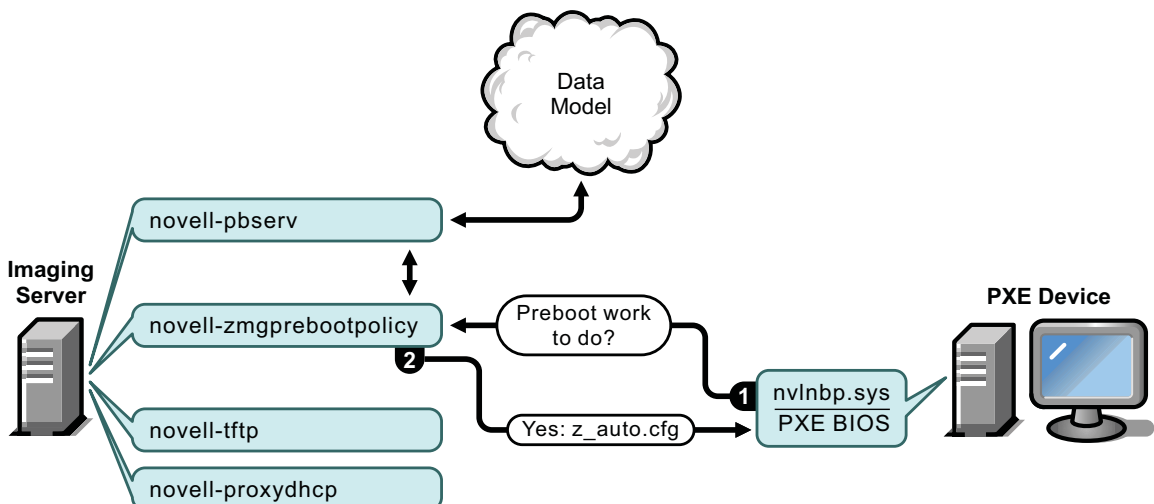 Data
Model
novell-pbserv
Imaging
Server
novell-zmgprebootpolicy
Preboot work
to do?
PXE Device
2
1
nvlnbp.sys
PXE BIOS
novell-tftp
Yes: z_auto.cfg
novell-proxydhcp